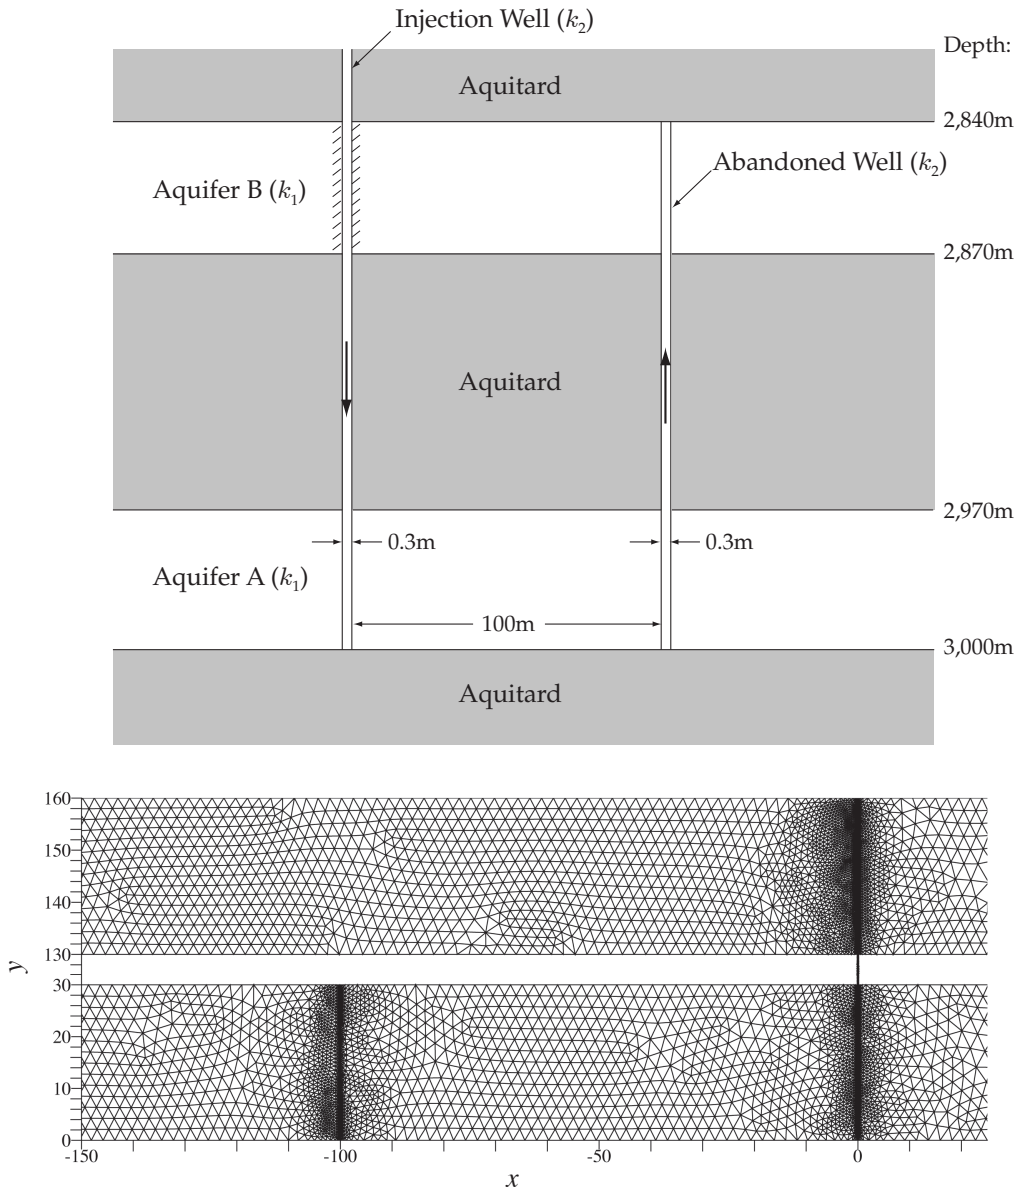 Injection Well (k₂)
Depth:
Aquitard
2,840m
Abandoned Well (k₂)
Aquifer B (k₁)
2,870m
Aquitard
2,970m
0.3m
0.3m
Aquifer A (k₁)
100m
3,000m
Aquitard
160
150
140
130
y
30
20
10
0
-150
-100
-50
0
x